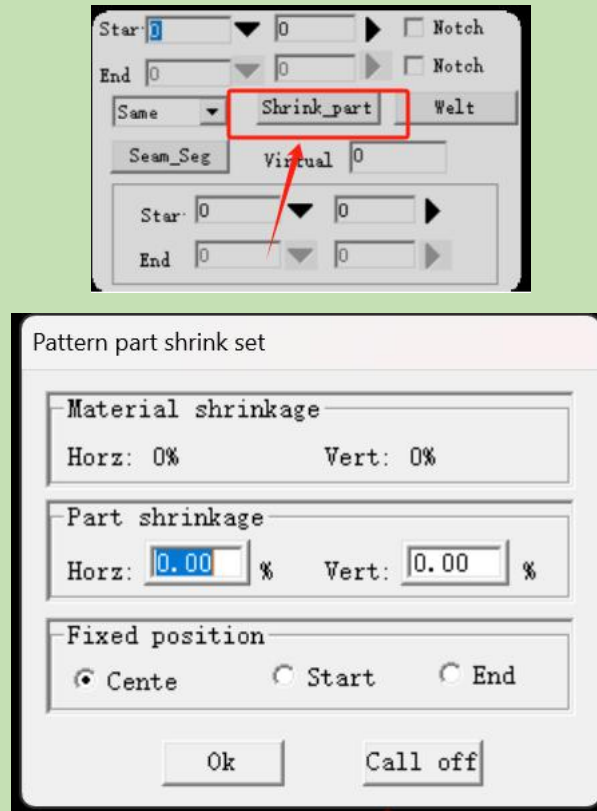 Star 0 0 Notch
End 0 0 Notch
Same Shrink_part Welt
Seam_Seg Virtual 0
Star 0 0
End 0 0
Pattern part shrink set
Material shrinkage
Horz: 0% Vert: 0%
Part shrinkage
Horz: 0.00 % Vert: 0.00 %
Fixed position
Cente Start End
Ok Call off